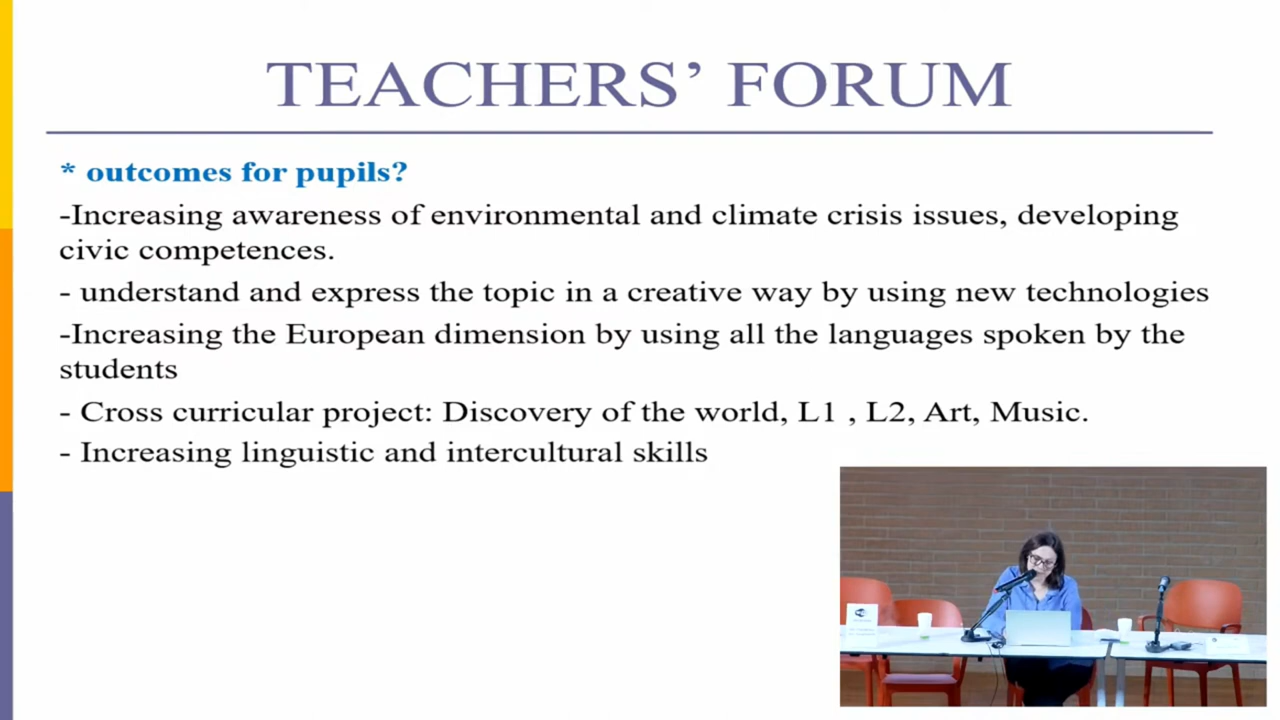 TEACHERS’ FORUM
* outcomes for pupils?
-Increasing awareness of environmental and climate crisis issues, developing
civic competences.
- understand and express the topic in a creative way by using new technologies
-Increasing the European dimension by using all the languages spoken by the
students
- Cross curricular project: Discovery of the world, L1 , L2, Art, Music.
- Increasing linguistic and intercultural skills